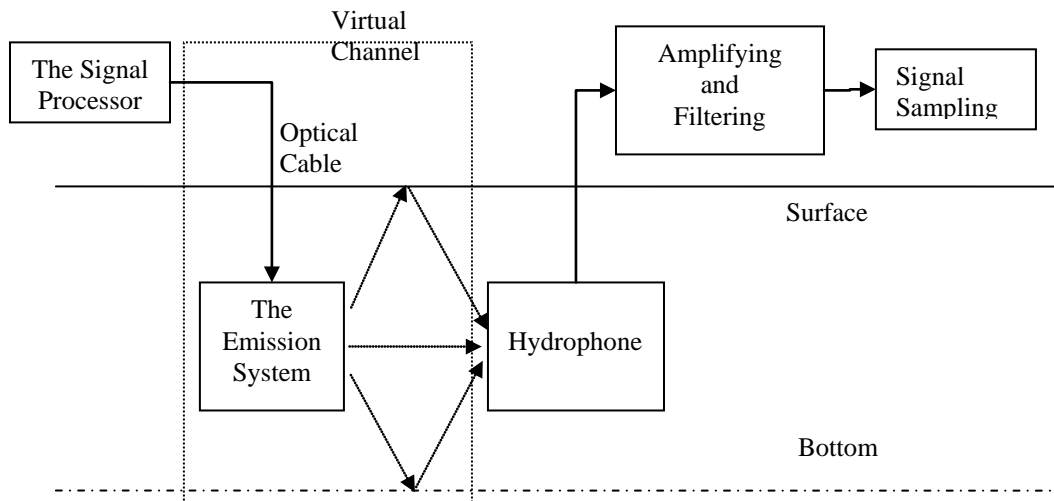 Virtual
Channel
The Signal
Processor
Optical
Cable
Amplifying
and
Filtering
Signal
Sampling
Surface
The
Emission
System
Hydrophone
Bottom